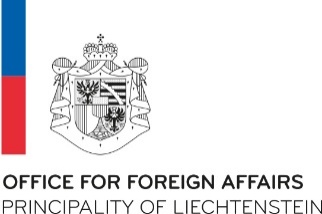 OFFICE FOR FOREIGN AFFAIRS
PRINCIPALITY OF LIECHTENSTEIN